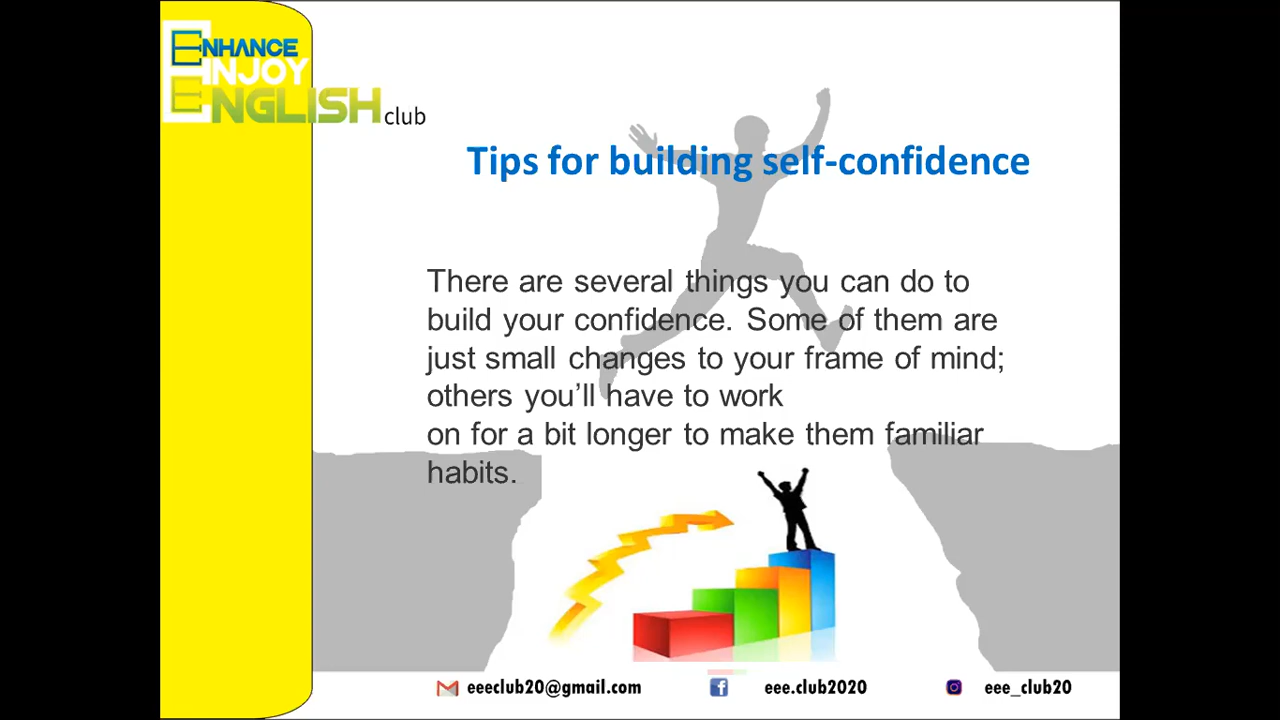 ENHANCE
ENJOY
ENGLISH club
Tips for building self-confidence
There are several things you can do to
build your confidence. Some of them are
just small changes to your frame of mind;
others you’ll have to work
on for a bit longer to make them familiar
habits.
eeeclub20@gmail.com eee.club2020 eee_club20